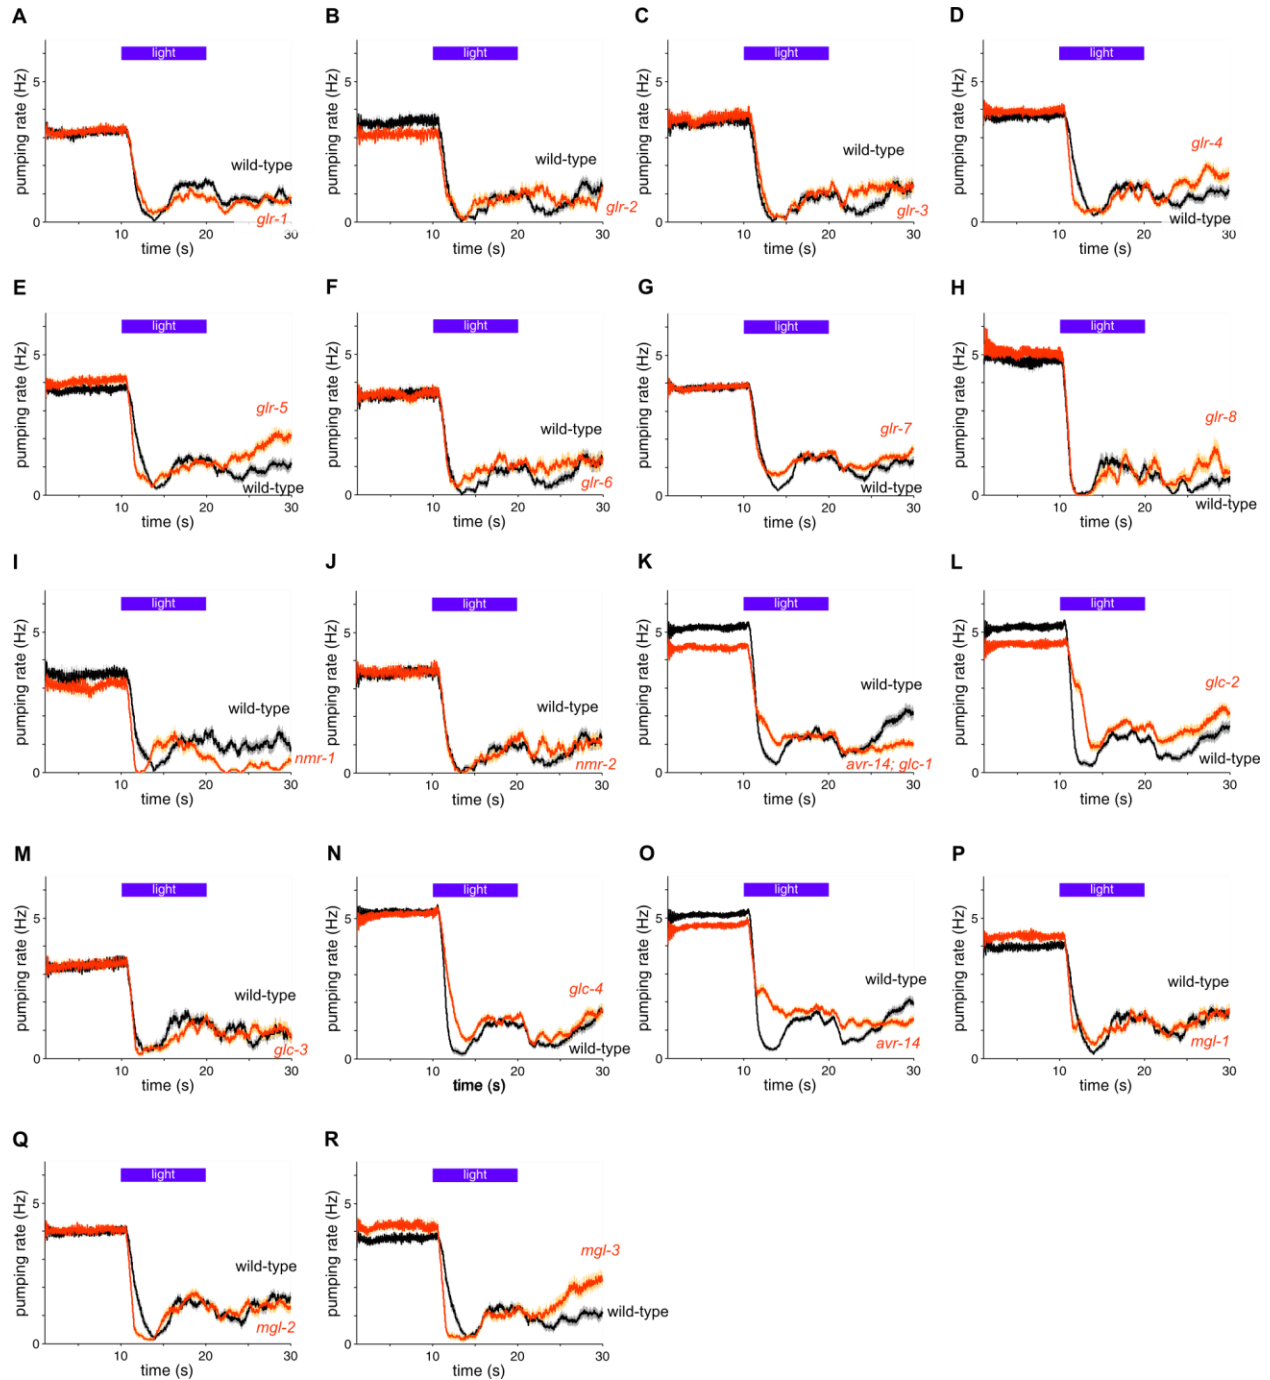 A
light
pumping rate (Hz)
5
0
wild-type
glr-1
10 20 30
time (s)
B
light
pumping rate (Hz)
5
0
wild-type
glr-2
10 20 30
time (s)
C
light
pumping rate (Hz)
5
0
wild-type
glr-3
10 20 30
time (s)
D
light
pumping rate (Hz)
5
0
glr-4
wild-type
10 20 30
time (s)
E
light
pumping rate (Hz)
5
0
glr-5
wild-type
10 20 30
time (s)
F
light
pumping rate (Hz)
5
0
wild-type
glr-6
10 20 30
time (s)
G
light
pumping rate (Hz)
5
0
glr-7
wild-type
10 20 30
time (s)
H
light
pumping rate (Hz)
5
0
glr-8
wild-type
10 20 30
time (s)
I
light
pumping rate (Hz)
5
0
wild-type
nmr-1
10 20 30
time (s)
J
light
pumping rate (Hz)
5
0
wild-type
nmr-2
10 20 30
time (s)
K
light
pumping rate (Hz)
5
0
wild-type
avr-14; glc-1
10 20 30
time (s)
L
light
pumping rate (Hz)
5
0
glc-2
wild-type
10 20 30
time (s)
M
light
pumping rate (Hz)
5
0
wild-type
glc-3
10 20 30
time (s)
N
light
pumping rate (Hz)
5
0
glc-4
wild-type
10 20 30
time (s)
O
light
pumping rate (Hz)
5
0
wild-type
avr-14
10 20 30
time (s)
P
light
pumping rate (Hz)
5
0
wild-type
mgl-1
10 20 30
time (s)
Q
light
pumping rate (Hz)
5
0
wild-type
mgl-2
10 20 30
time (s)
R
light
pumping rate (Hz)
5
0
mgl-3
wild-type
10 20 30
time (s)